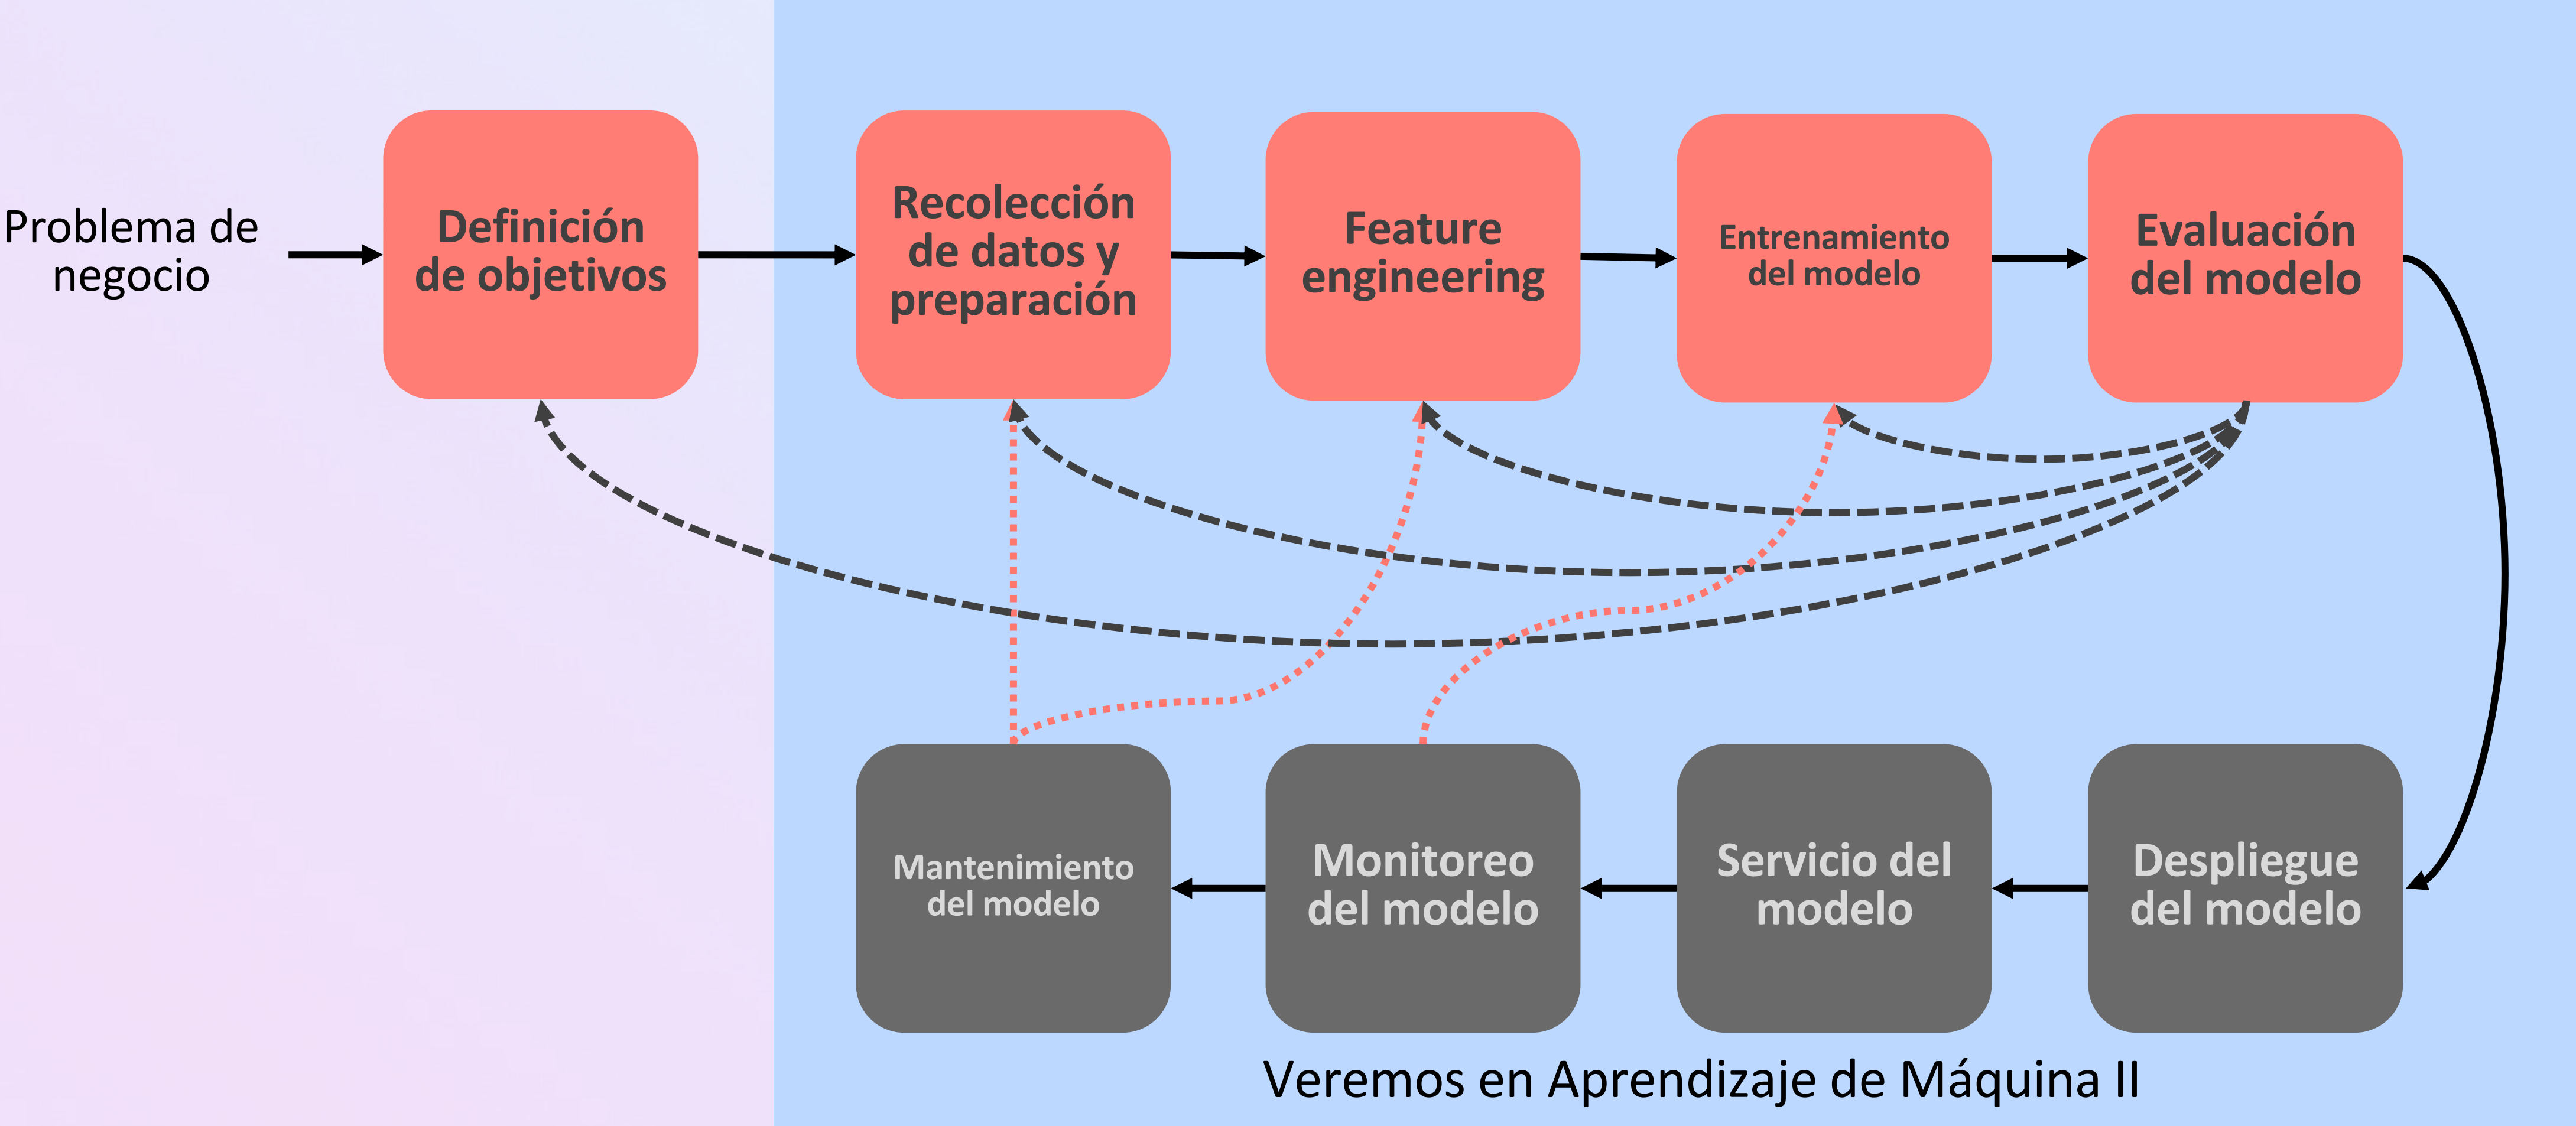 Problema de
negocio
Definición
de objetivos
Recolección
de datos y
preparación
Feature
engineering
Entrenamiento
del modelo
Evaluación
del modelo
Mantenimiento
del modelo
Monitoreo
del modelo
Servicio del
modelo
Despliegue
del modelo
Veremos en Aprendizaje de Máquina II